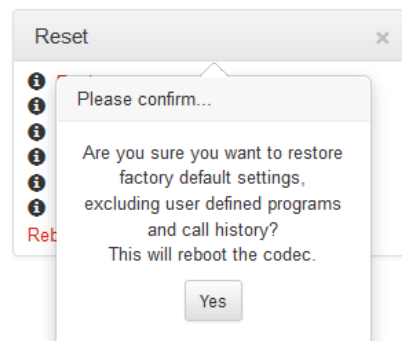 Reset
×
Please confirm...
Are you sure you want to restore
factory default settings,
excluding user defined programs
and call history?
This will reboot the codec.
Yes
Reb